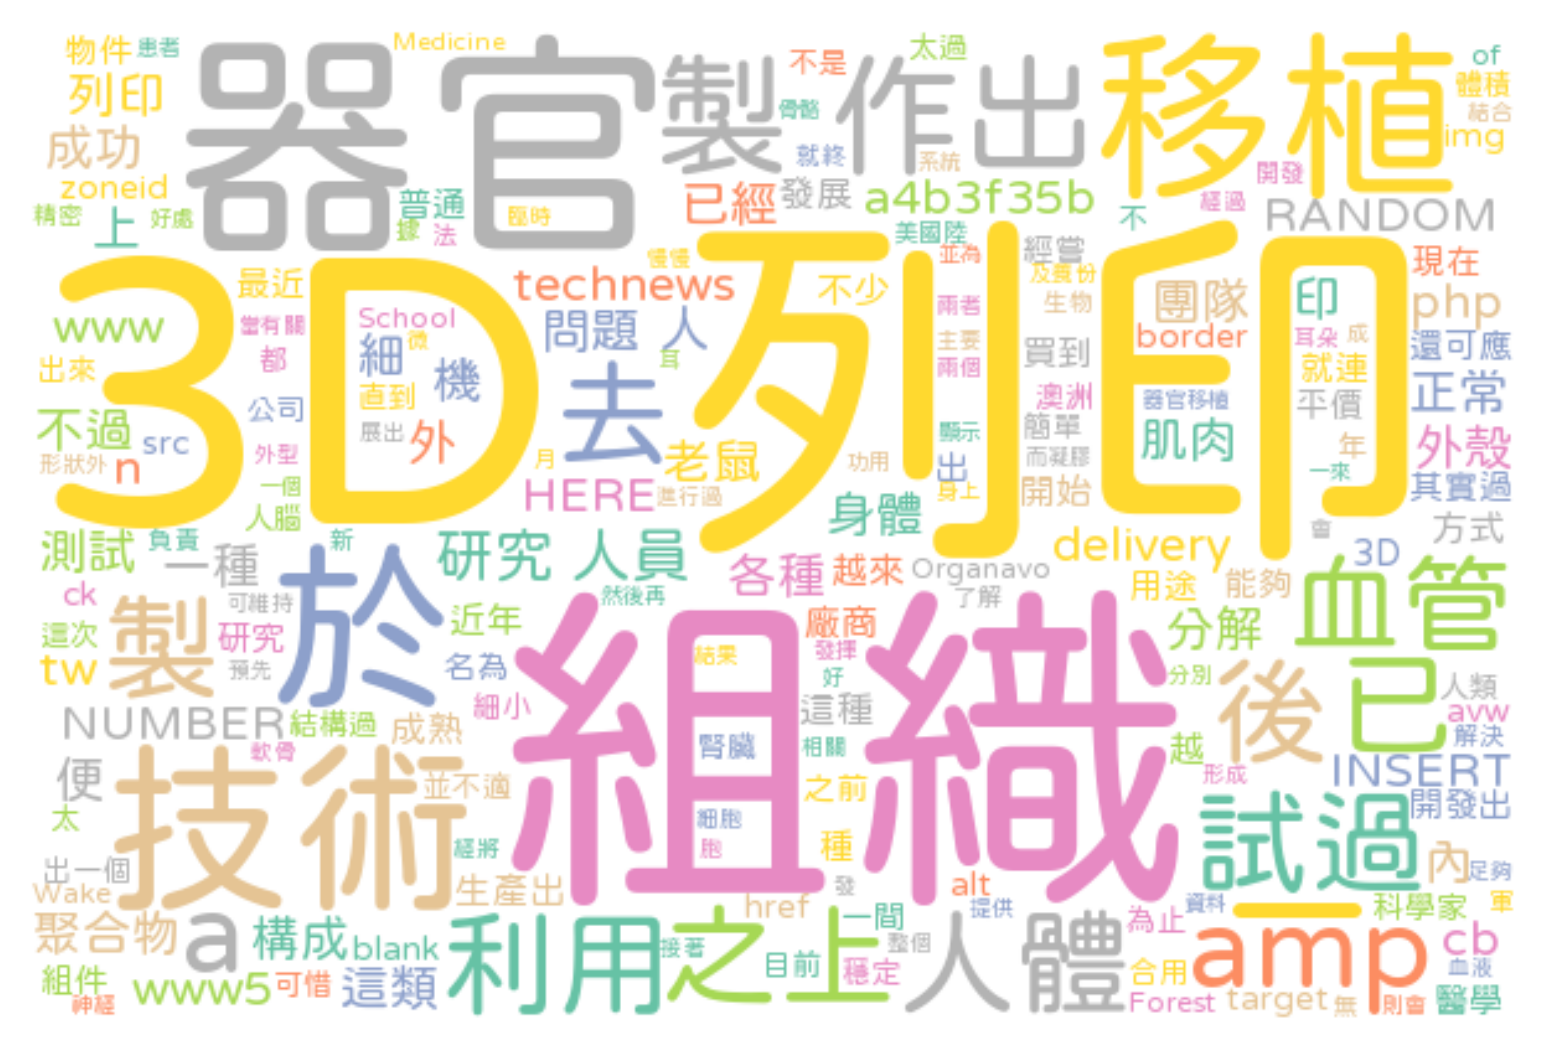 物件 患者 Medicine 不是 太過 of
列印 器官 製作出 移植 體積
骨骼 結合
成功 就終 系統 img
zoneid 普通 已經 發展 a4b3f35b 開發 經過 RANDOM
精密 上 好處 據 法 臨時 美國陸 不
慢慢 並為 經嘗 及養份 現在
3D列印
最近 technews 不少 生物 團隊 印 php
www 當有關 School 問題 人 兩者 border 耳朵 成 還可應
都 細 微 耳 主要 買到 就連
出來 機 去 兩個 正常
公司 直到 澳洲 器官移植 平價
不過 src 展出 外 顯示 簡單 肌肉 年 外殼
形狀外 n 外型 月 老鼠 功用 出 而凝膠 一來
一個 HERE 進行過 身上 開始 其實過
人腦 身體 會 方式
測試 負責 新 研究 人員 delivery 3D
一種 各種 越來 Organavo 用途 能夠 血管
ck 可維持 於 然後再 了解
這次 製 研究 近年 廠商 分解
tw 預先 名為 結果 發揮 好 分別 後 已 人類
組織
NUMBER 結構過 成熟 細小 這種 avw
軟骨 腎臟 相關 越 解決
便 技術 並不適 之前 形成 INSERT
太 細胞 試過 開發出
經將 胞 種
出一個 內 足夠
Wake 生產出 發 alt
聚合物 a 構成 blank 利用 之上 href 一間 提供 人體 為止 資料 一 科學家 軍
接著 目前 整個 amp cb
組件 www5 可惜 這類 穩定 合用 血液
神經 Forest target 無 則會 醫學